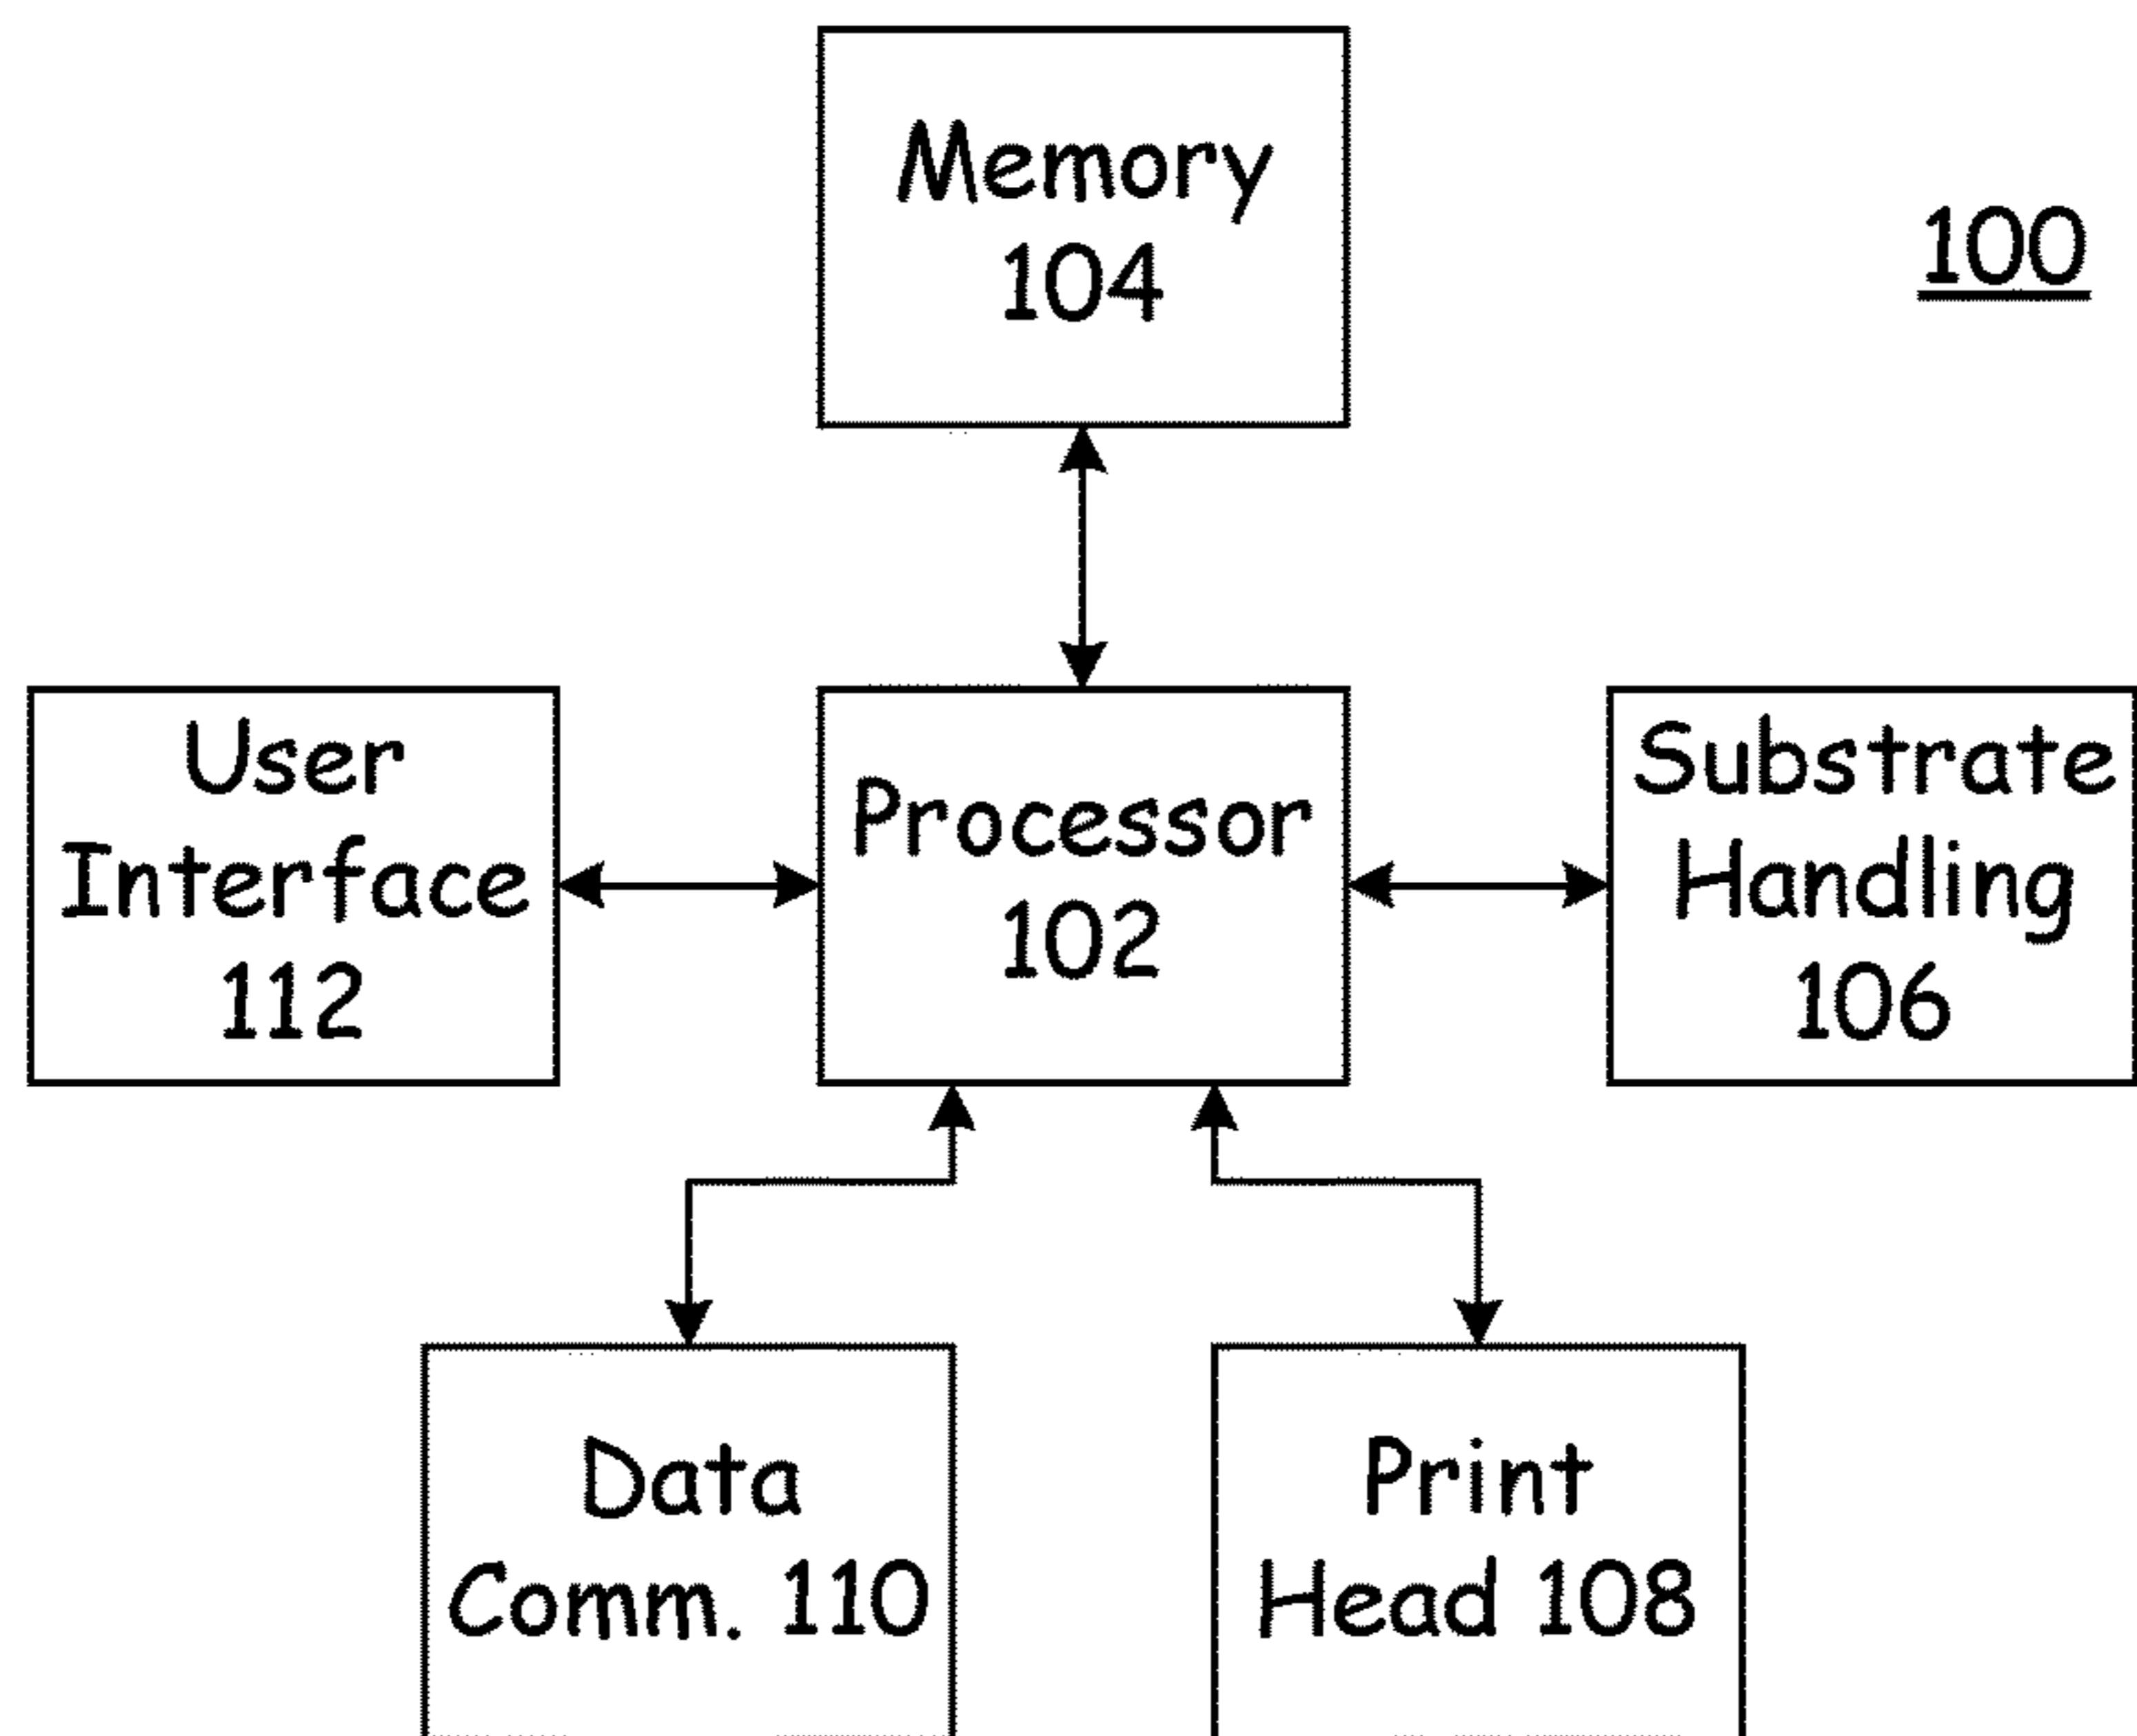 Memory
104
100
User
Interface
112
Processor
102
Substrate
Handling
106
Data
Comm. 110
Print
Head 108